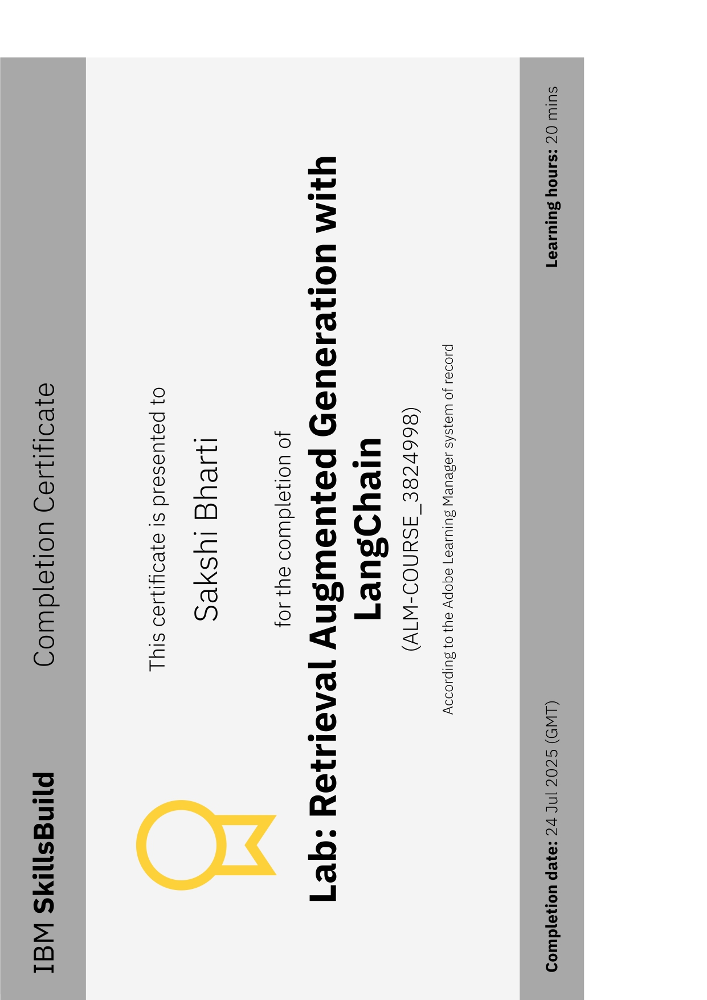 IBM SkillsBuild
Completion Certificate
This certificate is presented to
Sakshi Bharti
for the completion of
Lab: Retrieval Augmented Generation with
LangChain
(ALM-COURSE_3824998)
According to the Adobe Learning Manager system of record
Completion date: 24 Jul 2025 (GMT)
Learning hours: 20 mins